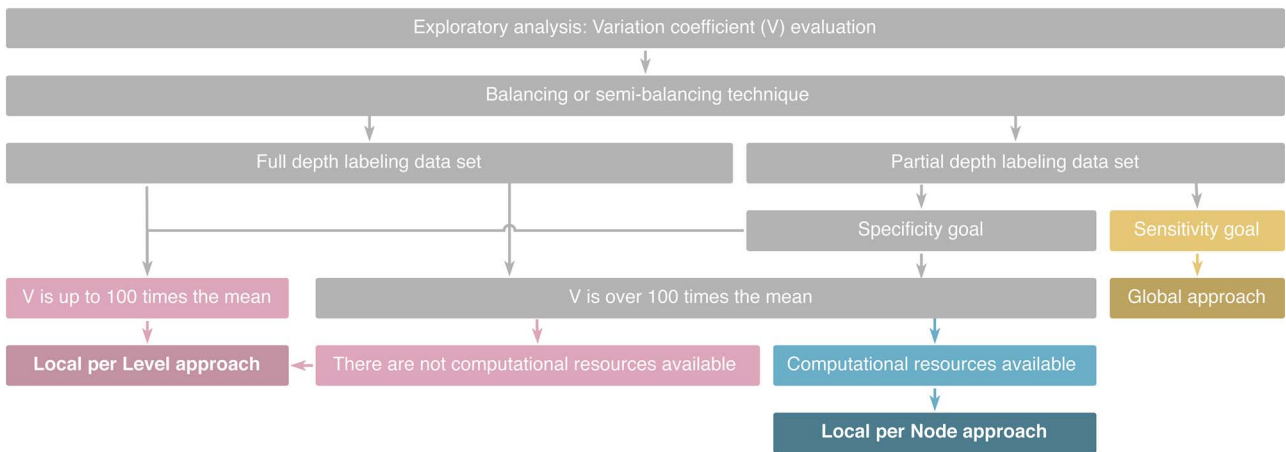 Exploratory analysis: Variation coefficient (V) evaluation
Balancing or semi-balancing technique
Full depth labeling data set
Partial depth labeling data set
Specificity goal
Sensitivity goal
V is up to 100 times the mean
V is over 100 times the mean
Global approach
Local per Level approach
There are not computational resources available
Computational resources available
Local per Node approach